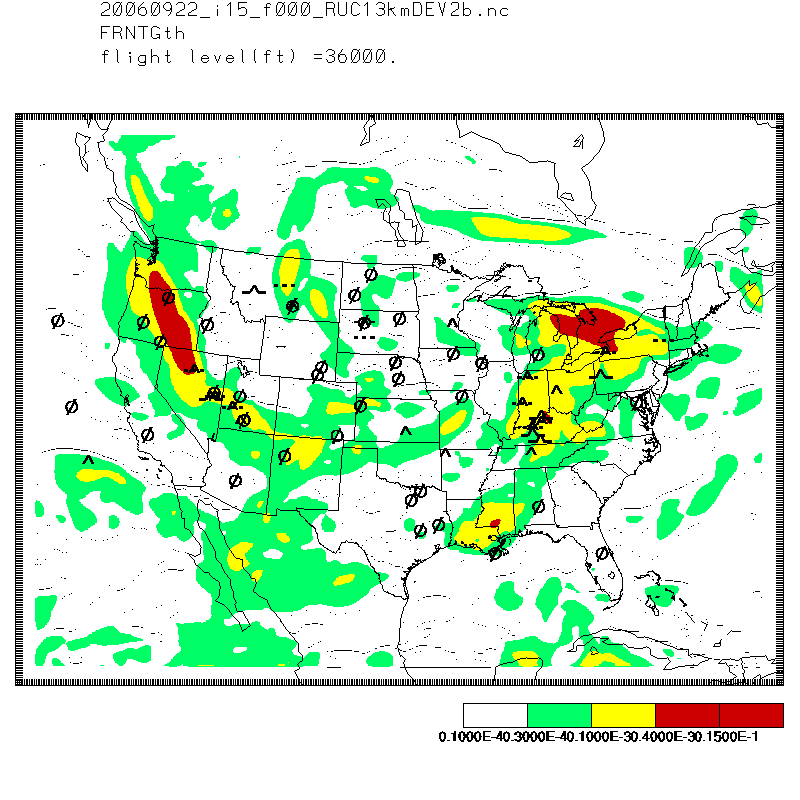 20060922_i15_f000_RUC13kmDEV2b.nc
FRNTGth
flight level(ft) =36000.
0.1000E-40.3000E-40.1000E-30.4000E-30.1500E-1